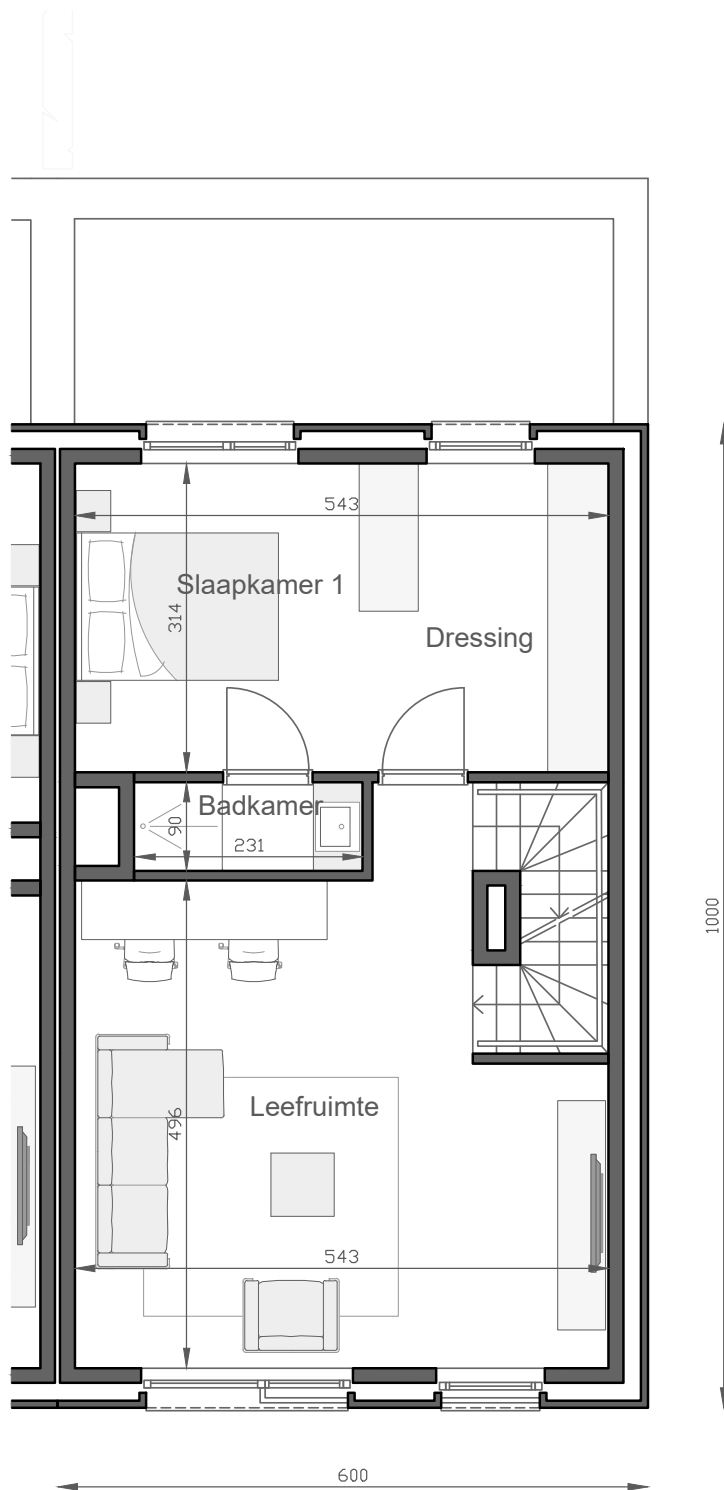 543
Slaapkamer 1
314
Dressing
Badkamer
90
231
1000
Leefruimte
496
543
600